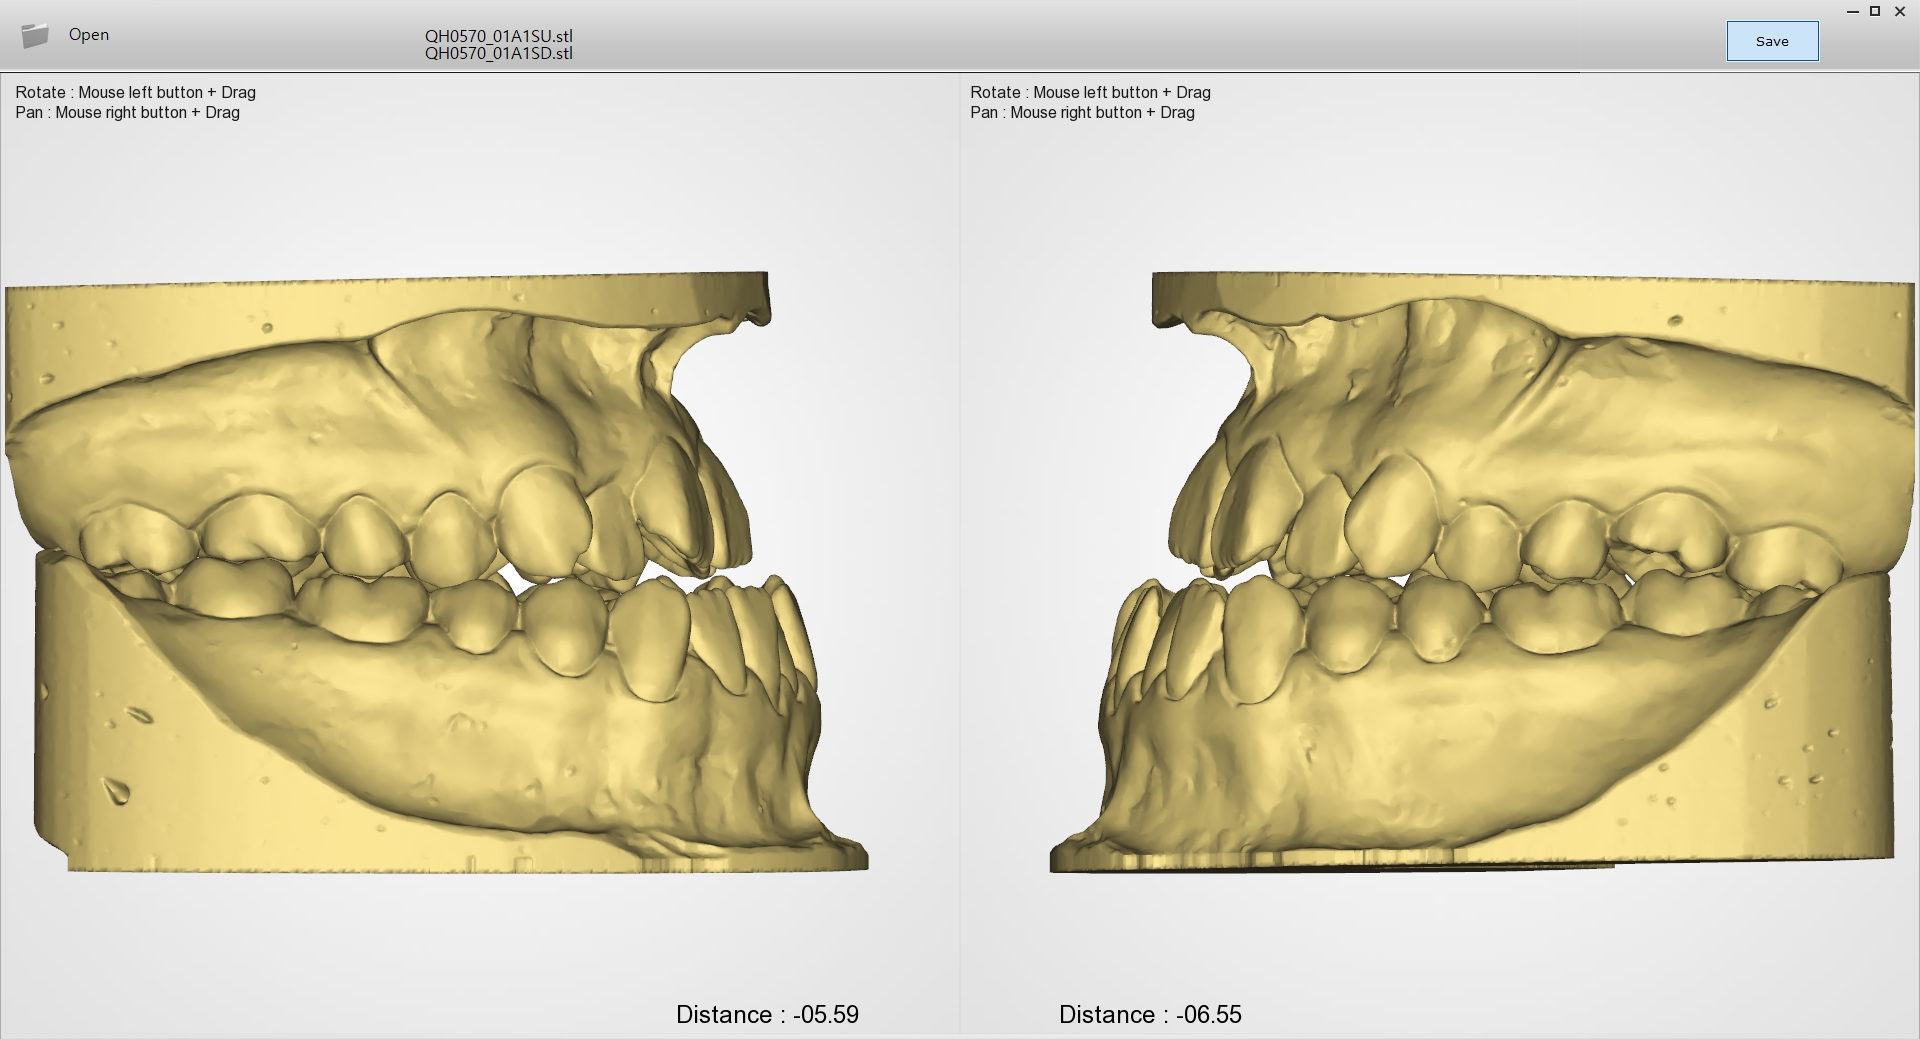 Open
QH0570_01A1SU.stl
QH0570_01A1SD.stl
Save
Rotate : Mouse left button + Drag
Pan : Mouse right button + Drag
Rotate : Mouse left button + Drag
Pan : Mouse right button + Drag
Distance : -05.59
Distance : -06.55